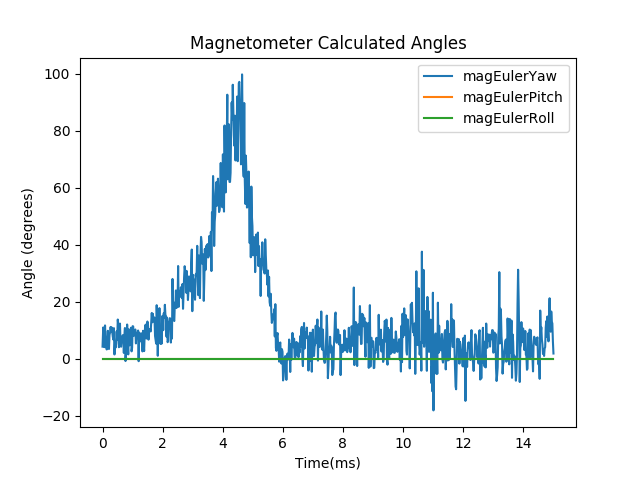 Magnetometer Calculated Angles
magEulerYaw
magEulerPitch
magEulerRoll
Angle (degrees)
100
80
60
40
20
0
−20
0 2 4 6 8 10 12 14
Time(ms)